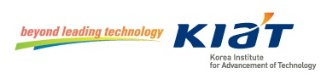 beyond leading technology
KIAT
Korea Institute
for Advancement of Technology